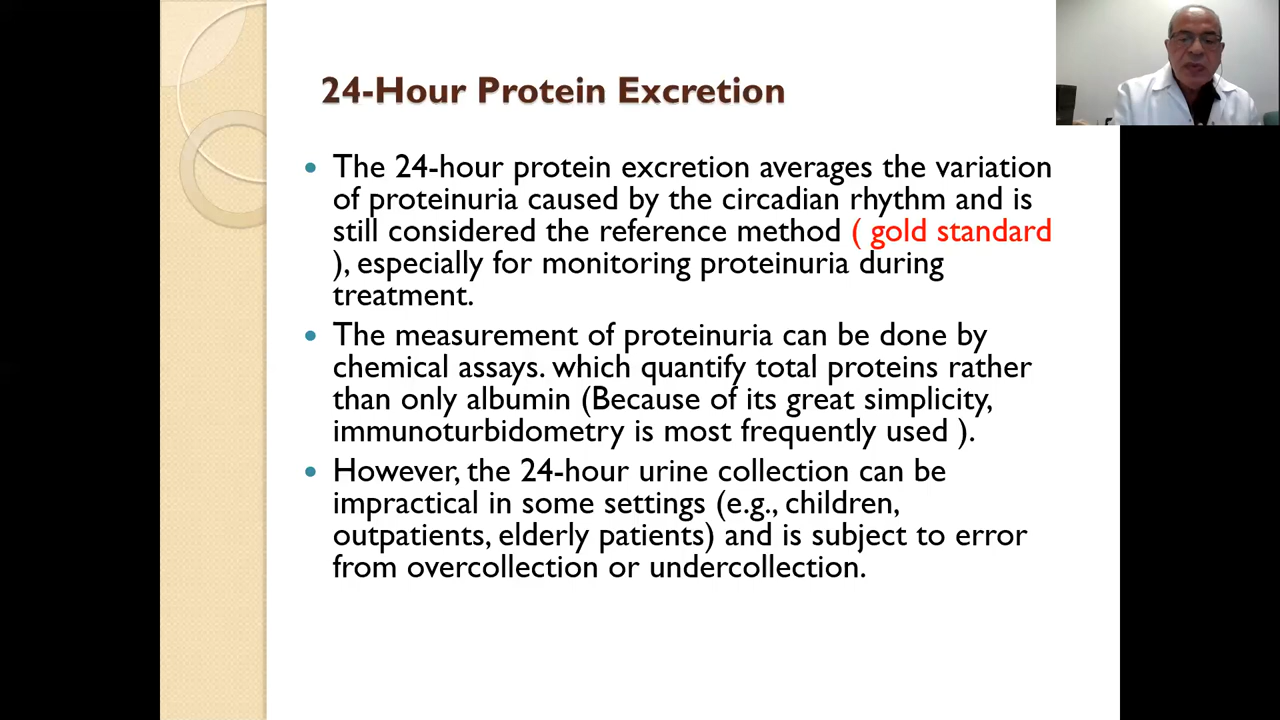 24-Hour Protein Excretion
• The 24-hour protein excretion averages the variation
of proteinuria caused by the circadian rhythm and is
still considered the reference method ( gold standard
), especially for monitoring proteinuria during
treatment.
• The measurement of proteinuria can be done by
chemical assays. which quantify total proteins rather
than only albumin (Because of its great simplicity,
immunoturbidometry is most frequently used ).
• However, the 24-hour urine collection can be
impractical in some settings (e.g., children,
outpatients, elderly patients) and is subject to error
from overcollection or undercollection.